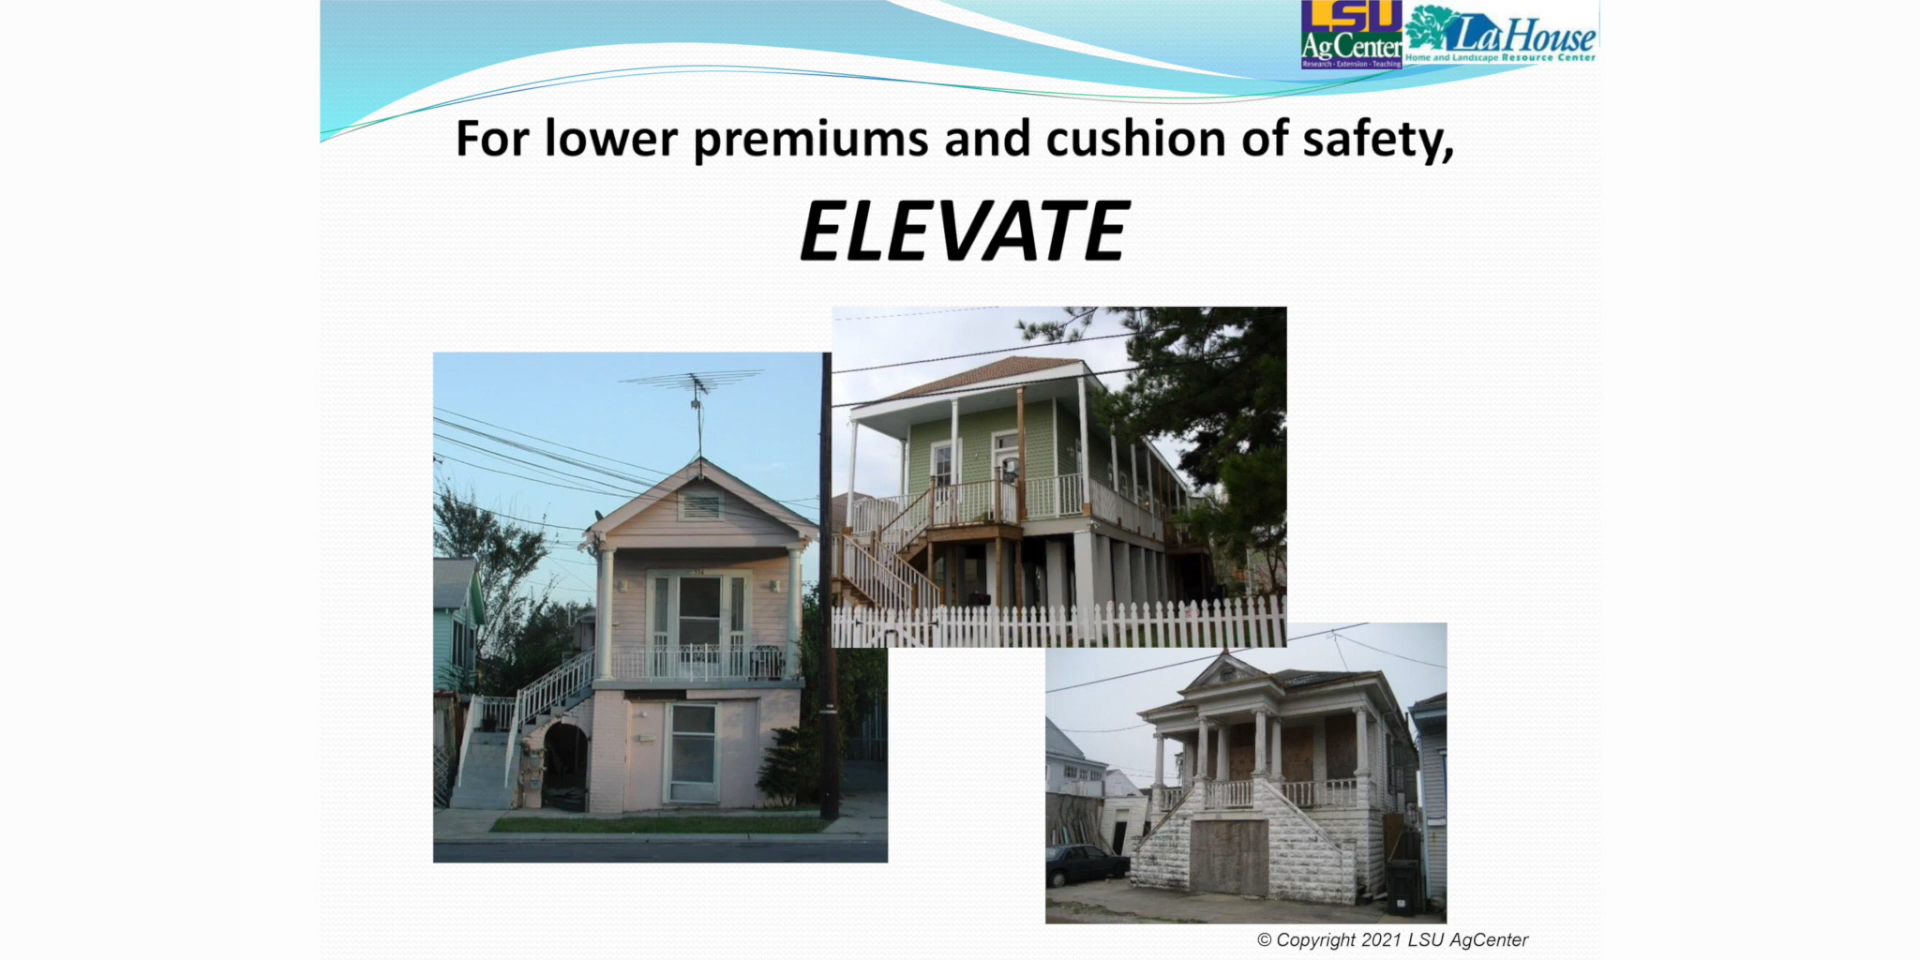 LSU
AgCenter
Research - Extension - Teaching
LaHouse
Home and Landscape Resource Center
For lower premiums and cushion of safety,
ELEVATE
© Copyright 2021 LSU AgCenter